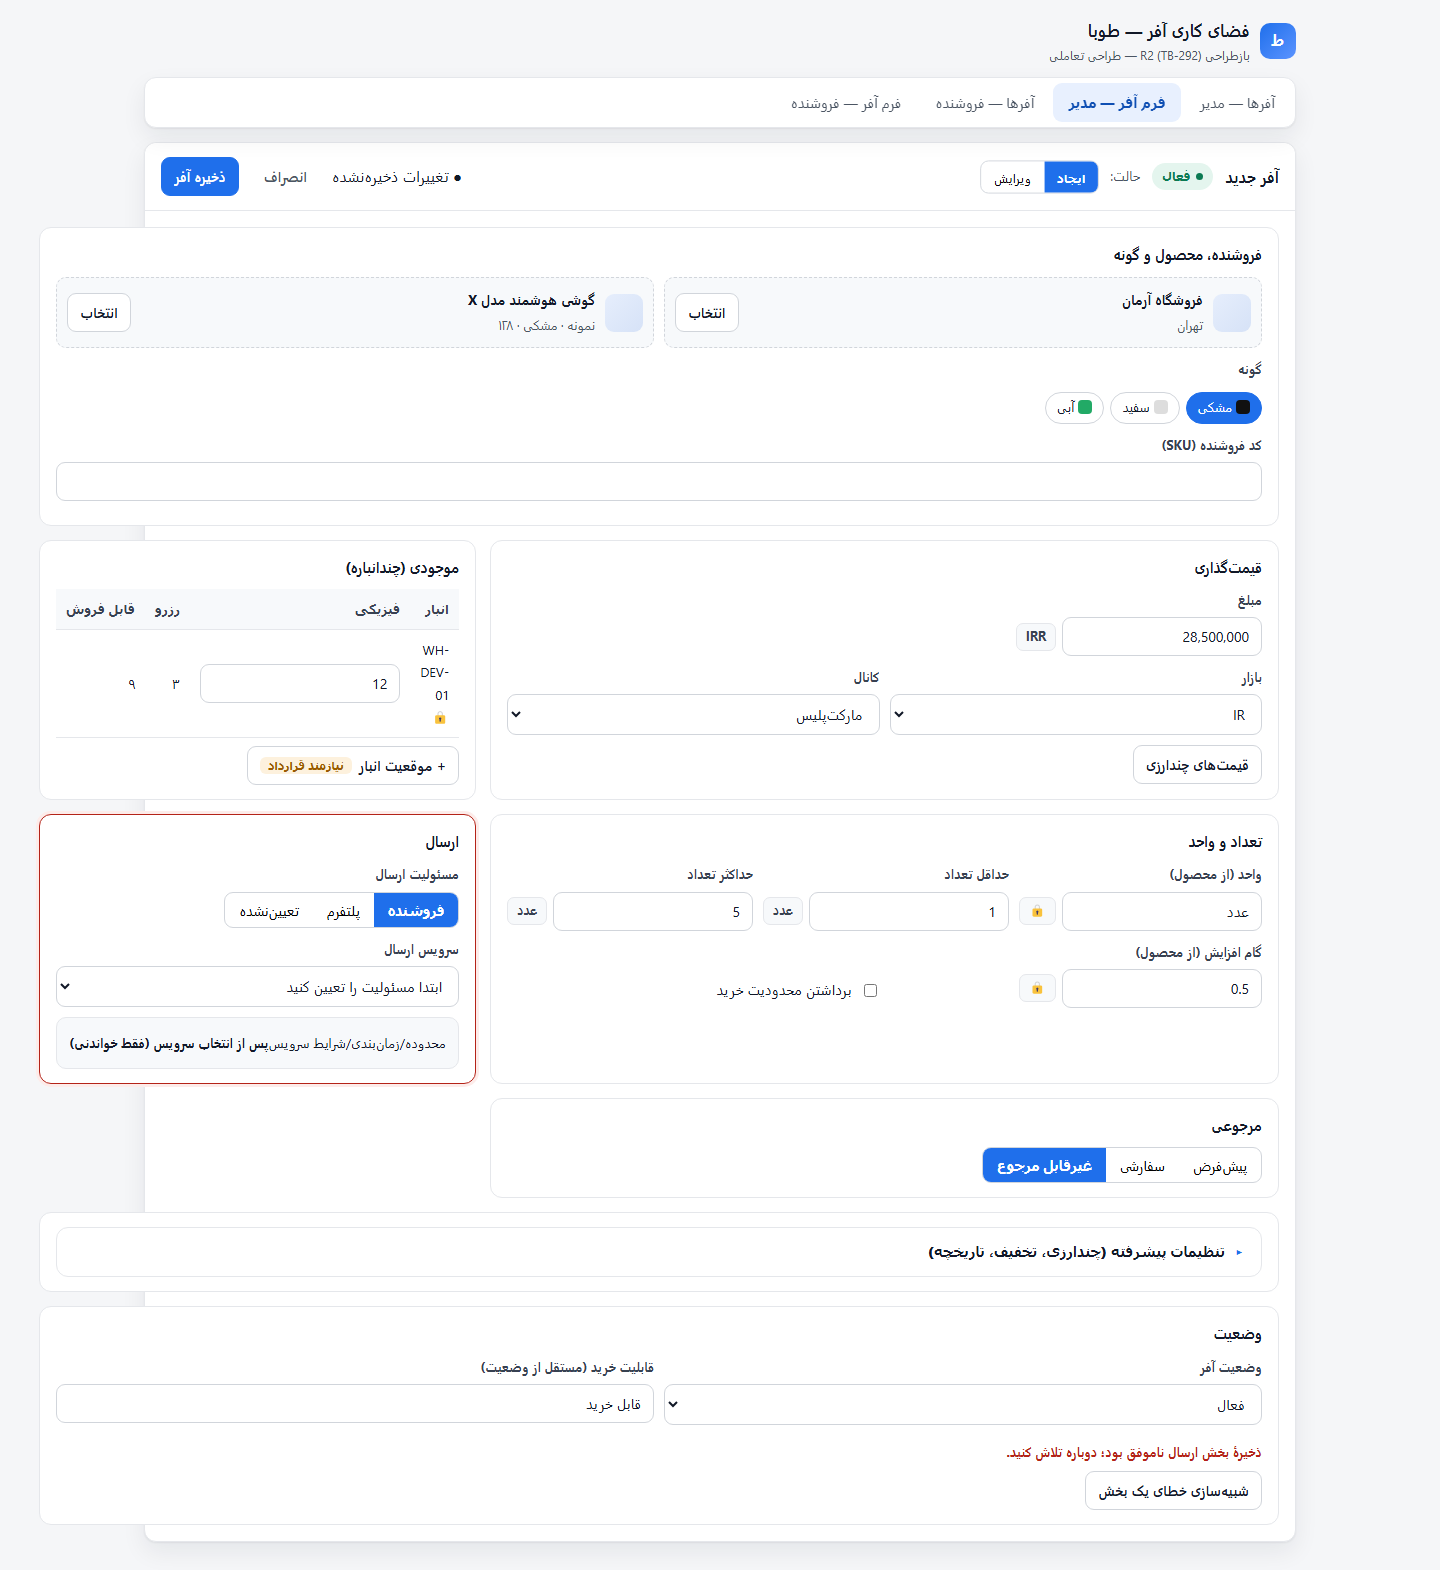 ط
فضای کاری آفر — طوبا
بازطراحی R2 (TB-292) — طراحی تعاملی
آفرها — مدیر
فرم آفر — مدیر
آفرها — فروشنده
فرم آفر — فروشنده
آفر جدید
فعال
حالت:
ایجاد
ویرایش
● تغییرات ذخیره‌نشده
انصراف
ذخیره آفر
فروشنده، محصول و گونه
فروشگاه آرمان
تهران
انتخاب
گوشی هوشمند مدل X
نمونه · مشکی · ۱۲۸
انتخاب
گونه
مشکی
سفید
آبی
کد فروشنده (SKU)
قیمت‌گذاری
مبلغ
28,500,000
IRR
بازار
کانال
IR
مارکت‌پلیس
قیمت‌های چندارزی
موجودی (چندانباره)
انبار
فیزیکی
رزرو
قابل فروش
WH-
DEV-
01
12
۳
۹
+ موقعیت انبار
نیازمند قرارداد
تعداد و واحد
واحد (از محصول)
حداقل تعداد
حداکثر تعداد
عدد
1
عدد
5
عدد
گام افزایش (از محصول)
0.5
برداشتن محدودیت خرید
ارسال
مسئولیت ارسال
فروشنده
پلتفرم
تعیین‌نشده
سرویس ارسال
ابتدا مسئولیت را تعیین کنید
محدوده/زمان‌بندی/شرایط سرویسپس از انتخاب سرویس (فقط خواندنی)
مرجوعی
پیش‌فرض
سفارشی
غیرقابل مرجوع
تنظیمات پیشرفته (چندارزی، تخفیف، تاریخچه)
وضعیت
وضعیت آفر
قابلیت خرید (مستقل از وضعیت)
فعال
قابل خرید
ذخیرهٔ بخش ارسال ناموفق بود؛ دوباره تلاش کنید.
شبیه‌سازی خطای یک بخش